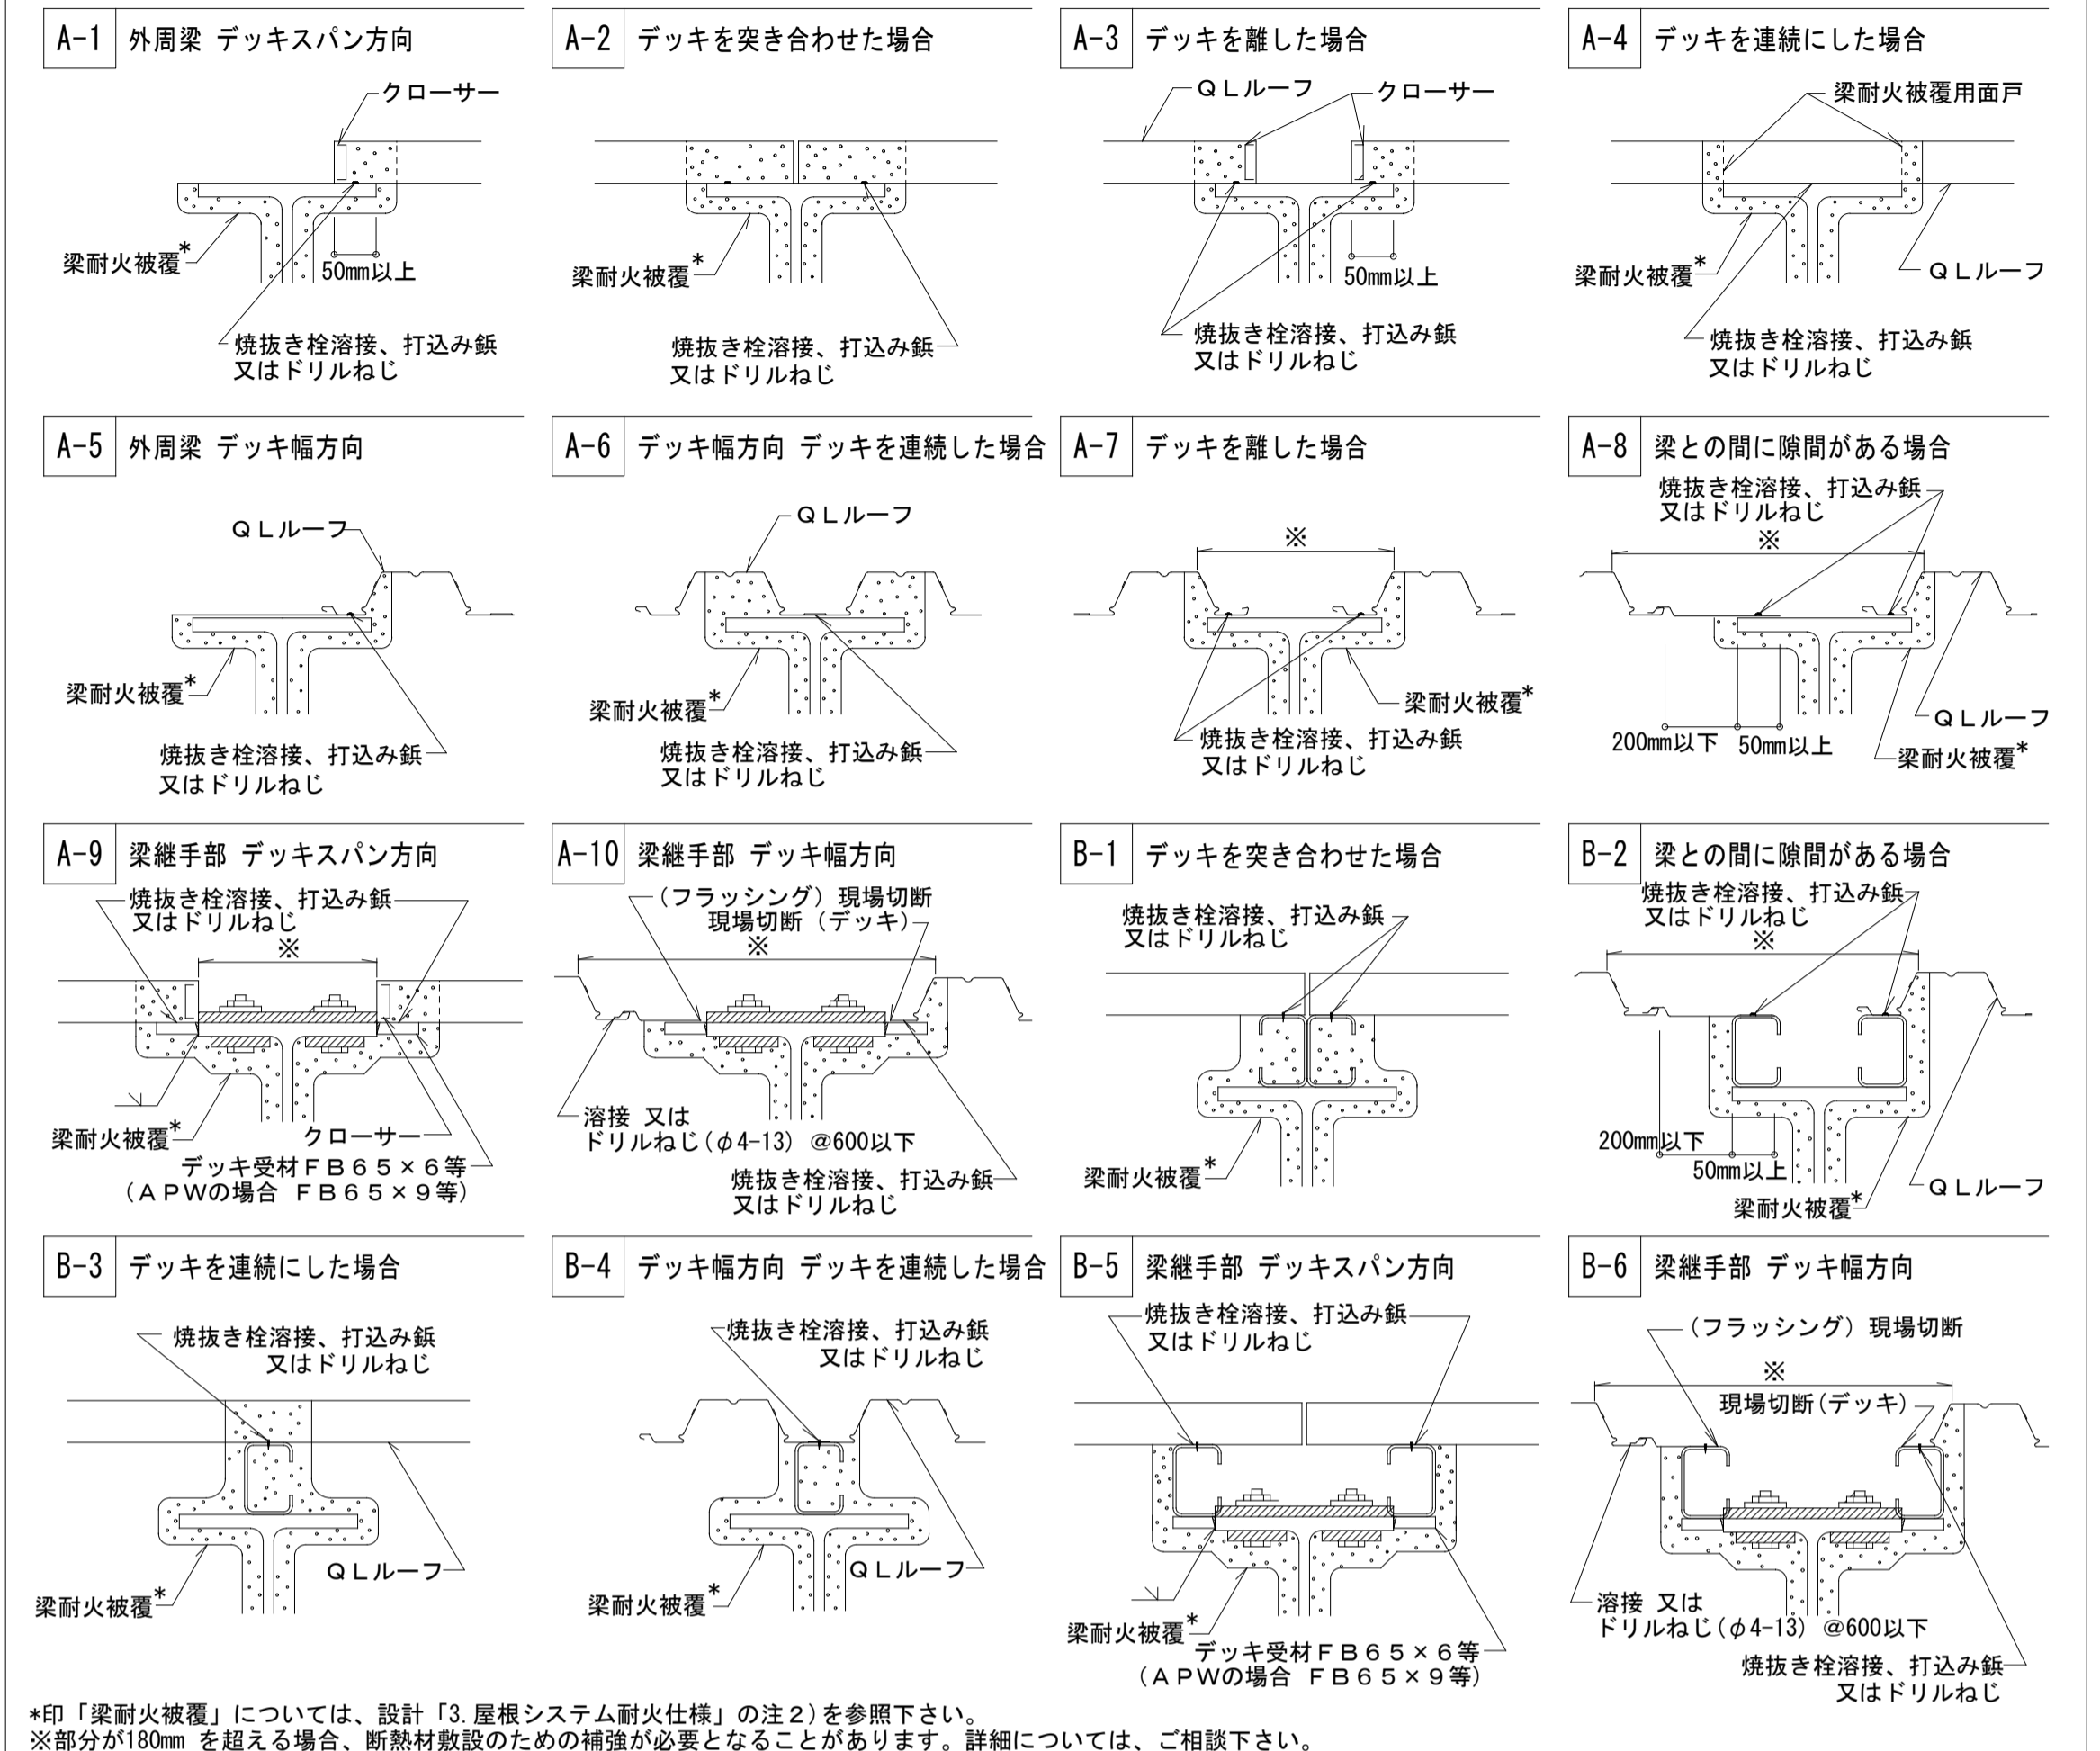 A-1 外周梁 デッキスパン方向
クローサー
梁耐火被覆*
50mm以上
焼抜き栓溶接、打込み鋲
又はドリルねじ
A-2 デッキを突き合わせた場合
梁耐火被覆*
焼抜き栓溶接、打込み鋲
又はドリルねじ
A-3 デッキを離した場合
QLルーフ
クローサー
50mm以上
焼抜き栓溶接、打込み鋲
又はドリルねじ
A-4 デッキを連続にした場合
梁耐火被覆用面戸
梁耐火被覆*
QLルーフ
焼抜き栓溶接、打込み鋲
又はドリルねじ
A-5 外周梁 デッキ幅方向
QLルーフ
梁耐火被覆*
焼抜き栓溶接、打込み鋲
又はドリルねじ
A-6 デッキ幅方向 デッキを連続した場合
QLルーフ
梁耐火被覆*
焼抜き栓溶接、打込み鋲
又はドリルねじ
A-7 デッキを離した場合
※
梁耐火被覆*
焼抜き栓溶接、打込み鋲
又はドリルねじ
A-8 梁との間に隙間がある場合
焼抜き栓溶接、打込み鋲
又はドリルねじ
※
QLルーフ
200mm以下 50mm以上
梁耐火被覆*
A-9 梁継手部 デッキスパン方向
焼抜き栓溶接、打込み鋲
又はドリルねじ
※
梁耐火被覆*
クローサー
デッキ受材FB65×6等
(APWの場合 FB65×9等)
A-10 梁継手部 デッキ幅方向
(フラッシング)現場切断
現場切断(デッキ)
※
溶接 又は
ドリルねじ(φ4-13) @600以下
焼抜き栓溶接、打込み鋲
又はドリルねじ
B-1 デッキを突き合わせた場合
焼抜き栓溶接、打込み鋲
又はドリルねじ
梁耐火被覆*
B-2 梁との間に隙間がある場合
焼抜き栓溶接、打込み鋲
又はドリルねじ
※
200mm以下
50mm以上
QLルーフ
梁耐火被覆*
B-3 デッキを連続にした場合
焼抜き栓溶接、打込み鋲
又はドリルねじ
QLルーフ
梁耐火被覆*
B-4 デッキ幅方向 デッキを連続した場合
焼抜き栓溶接、打込み鋲
又はドリルねじ
QLルーフ
梁耐火被覆*
B-5 梁継手部 デッキスパン方向
焼抜き栓溶接、打込み鋲
又はドリルねじ
梁耐火被覆*
デッキ受材FB65×6等
(APWの場合 FB65×9等)
B-6 梁継手部 デッキ幅方向
(フラッシング)現場切断
※
現場切断(デッキ)
溶接 又は
ドリルねじ(φ4-13) @600以下
焼抜き栓溶接、打込み鋲
又はドリルねじ
*印「梁耐火被覆」については、設計「3.屋根システム耐火仕様」の注2)を参照下さい。
※部分が180mm を超える場合、断熱材敷設のための補強が必要となることがあります。詳細については、ご相談下さい。